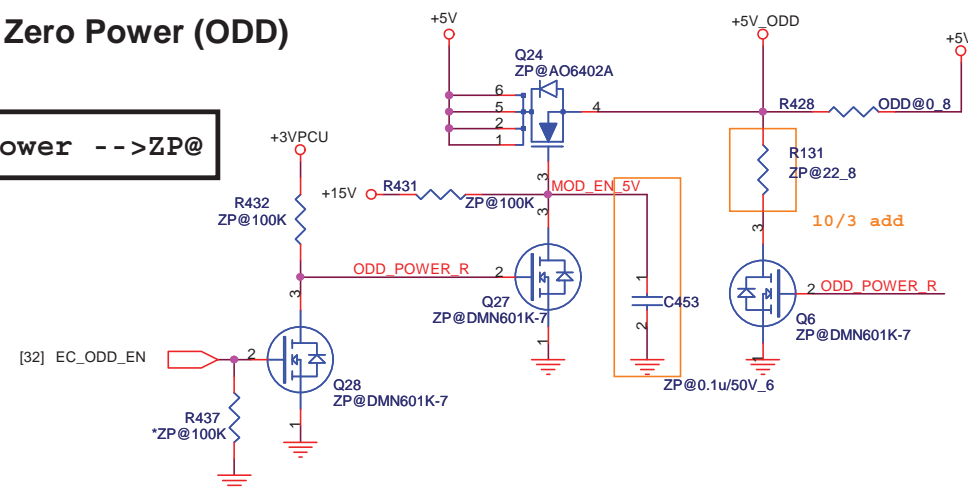 Zero Power (ODD)
ower -->ZP@
+5V
+5V_ODD
+5V
Q24
ZP@AO6402A
6
5
2
1
4
3
R428
ODD@0_8
+3VPCU
R131
ZP@22_8
10/3 add
+15V
R431
ZP@100K
MOD_EN_5V
R432
ZP@100K
3
ODD_POWER_R
2
Q27
ZP@DMN601K-7
1
1
C453
2
ZP@0.1u/50V_6
3
2
ODD_POWER_R
Q6
ZP@DMN601K-7
1
3
[32] EC_ODD_EN
2
Q28
ZP@DMN601K-7
1
R437
*ZP@100K